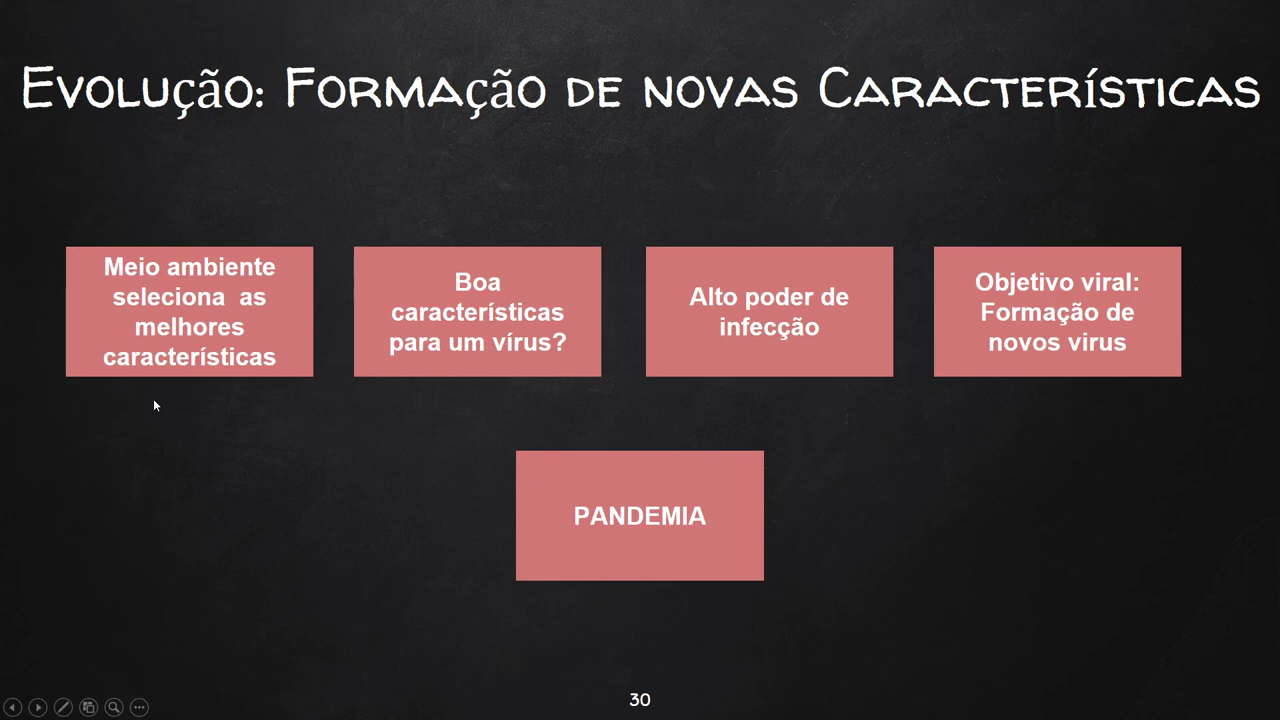 Evolução: Formação de novas Características
Meio ambiente
seleciona as
melhores
características
Boa
características
para um vírus?
Alto poder de
infecção
Objetivo viral:
Formação de
novos virus
PANDEMIA
30